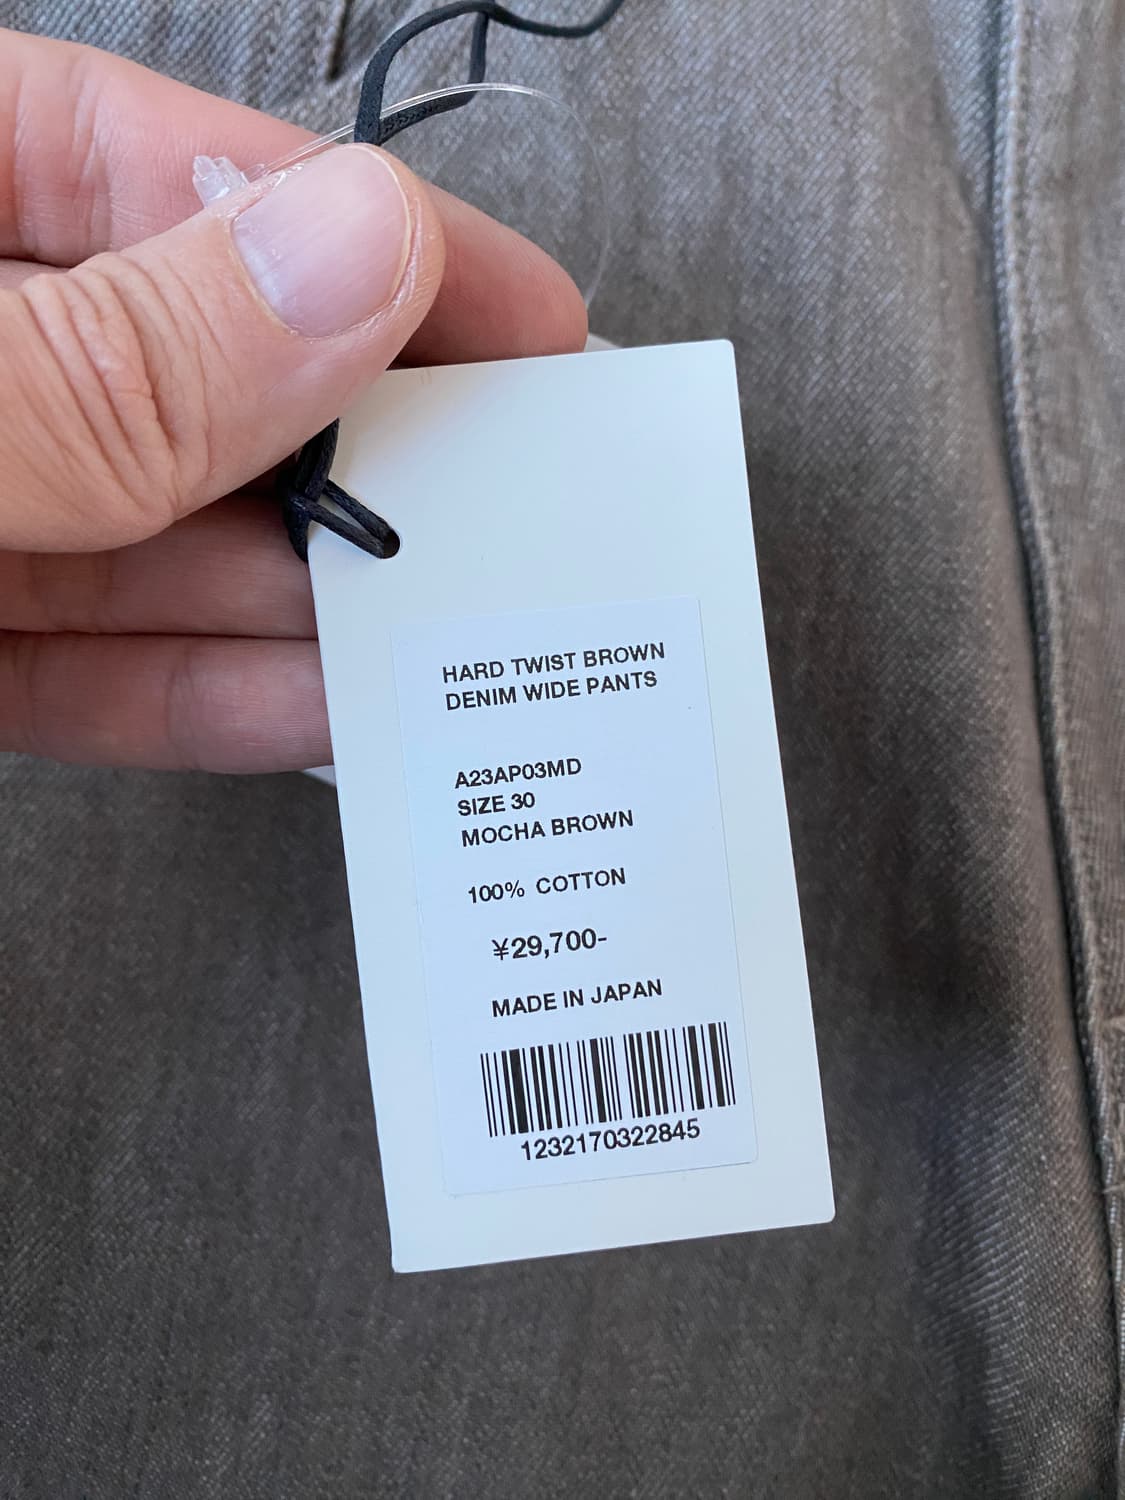 HARD TWIST BROWN
DENIM WIDE PANTS
A23AP03MD
SIZE 30
MOCHA BROWN
100% COTTON
¥29,700-
MADE IN JAPAN
1232170322845